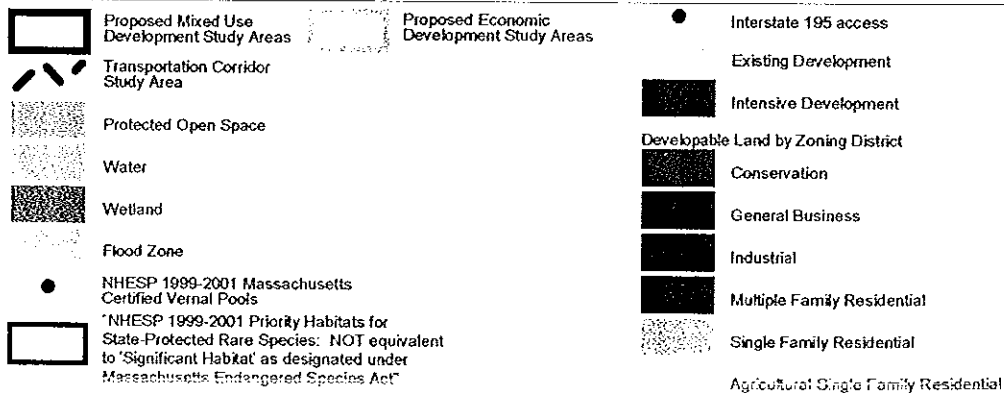 Proposed Mixed Use
Development Study Areas
Transportation Corridor
Study Area
Protected Open Space
Water
Wetland
Flood Zone
NHESP 1999-2001 Massachusetts
Certified Vernal Pools
"NHESP 1999-2001 Priority Habitats for
State-Protected Rare Species: NOT equivalent
to 'Significant Habitat' as designated under
Massachusetts Endangered Species Act"
Proposed Economic
Development Study Areas
Interstate 195 access
Existing Development
Intensive Development
Developable Land by Zoning District
Conservation
General Business
Industrial
Multiple Family Residential
Single Family Residential
Agricultural Single Family Residential